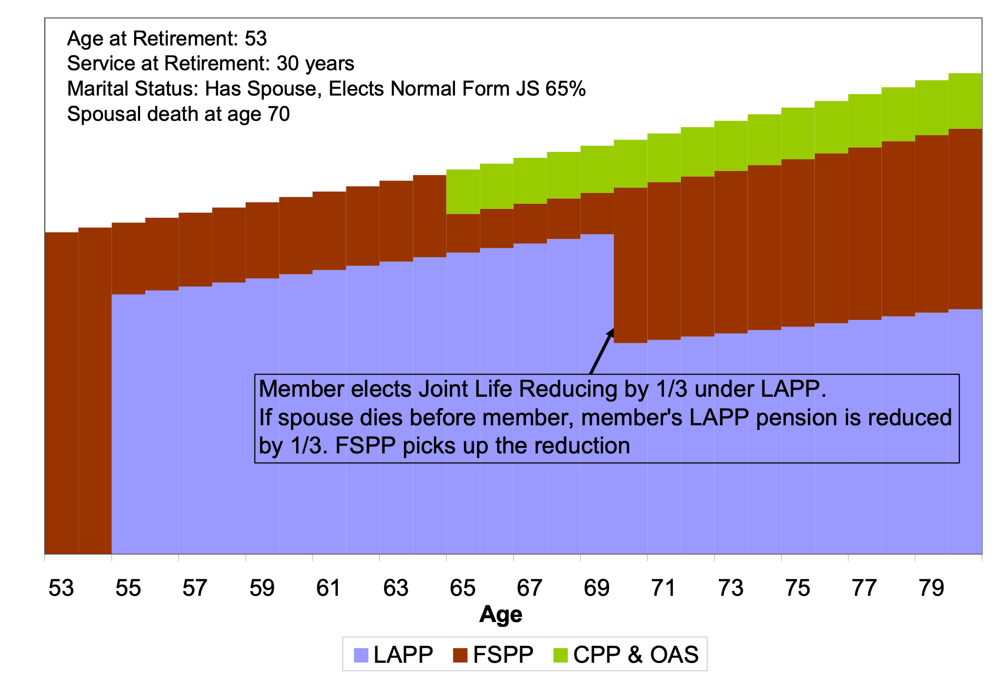 Age at Retirement: 53
Service at Retirement: 30 years
Marital Status: Has Spouse, Elects Normal Form JS 65%
Spousal death at age 70
Member elects Joint Life Reducing by 1/3 under LAPP.
If spouse dies before member, member's LAPP pension is reduced
by 1/3. FSPP picks up the reduction
53 55 57 59 61 63 65 67 69 71 73 75 77 79
Age
LAPP FSPP CPP & OAS